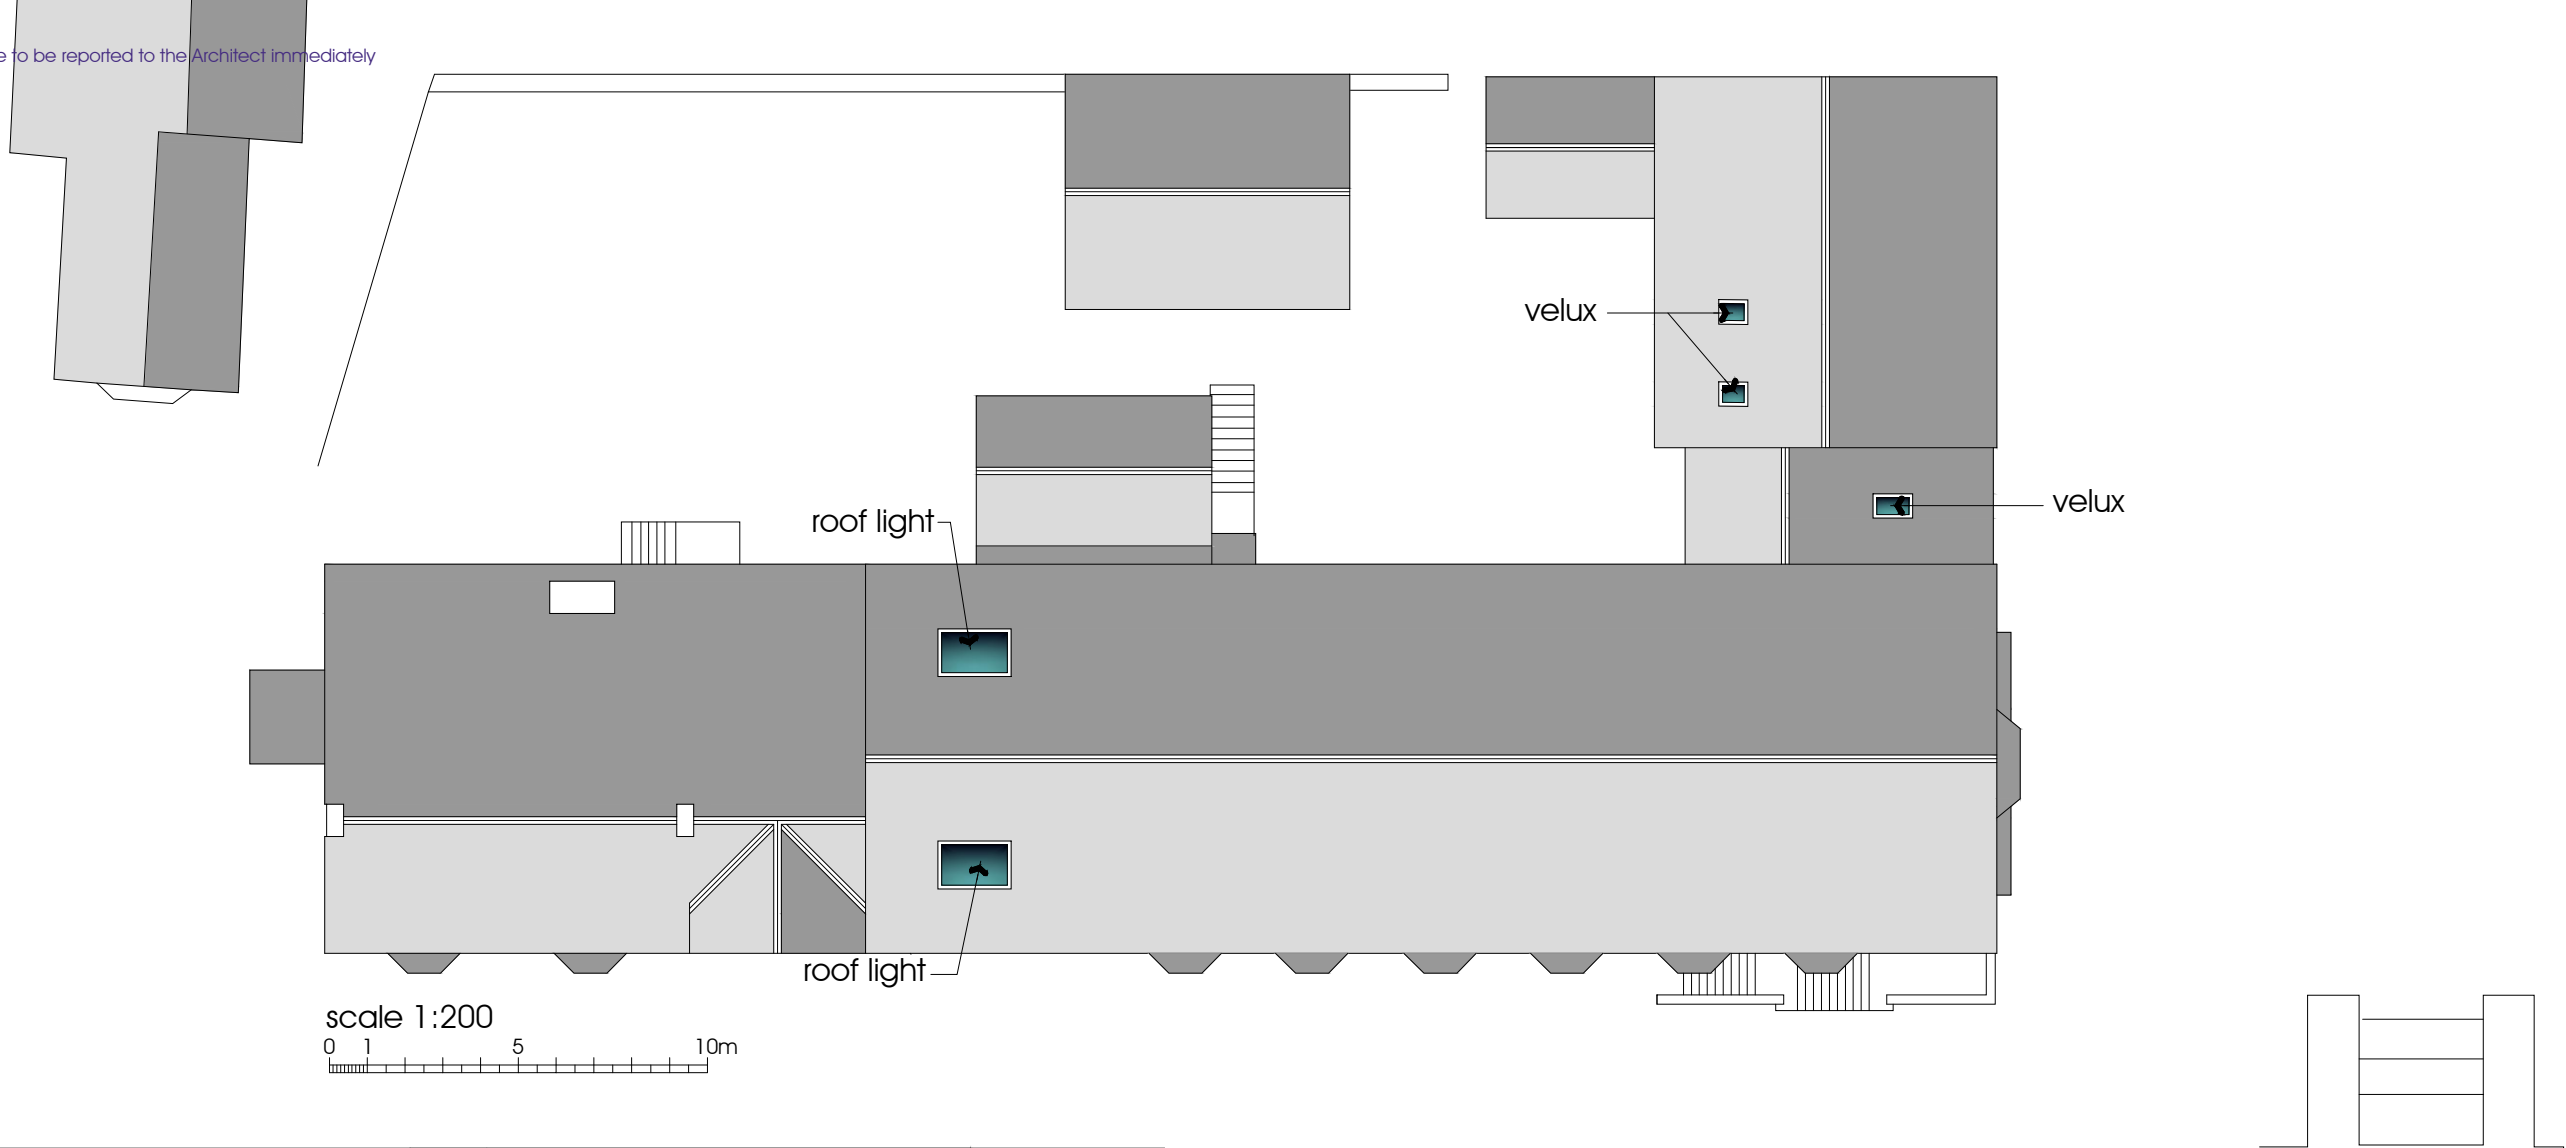 to be reported to the Architect immediately
velux
velux
roof light
roof light
scale 1:200
0 1 5 10m